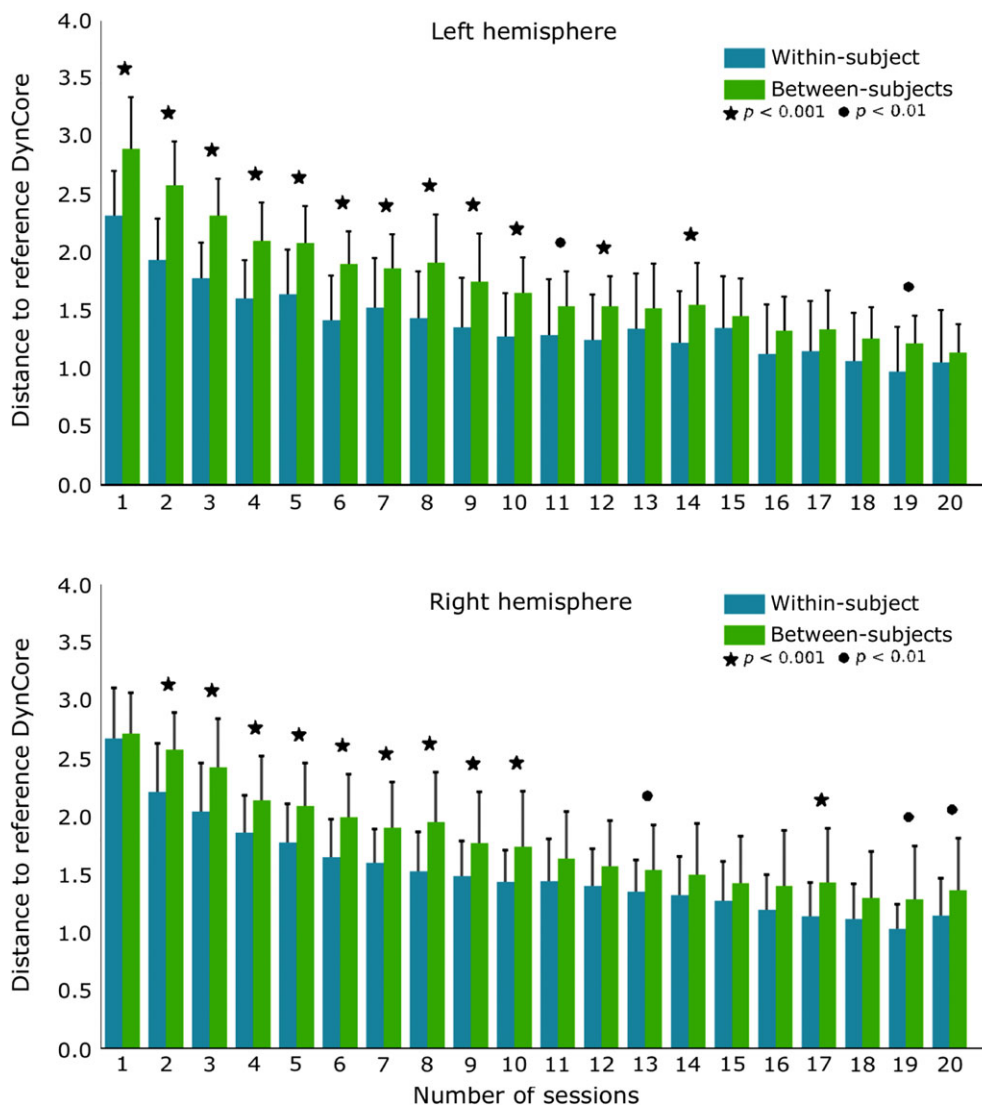 Left hemisphere
Within-subject
Between-subjects
★ p < 0.001 ● p < 0.01
Distance to reference DynCore
4.0
3.5
3.0
2.5
2.0
1.5
1.0
0.5
0.0
1 2 3 4 5 6 7 8 9 10 11 12 13 14 15 16 17 18 19 20
Right hemisphere
Within-subject
Between-subjects
★ p < 0.001 ● p < 0.01
Distance to reference DynCore
4.0
3.5
3.0
2.5
2.0
1.5
1.0
0.5
0.0
1 2 3 4 5 6 7 8 9 10 11 12 13 14 15 16 17 18 19 20
Number of sessions